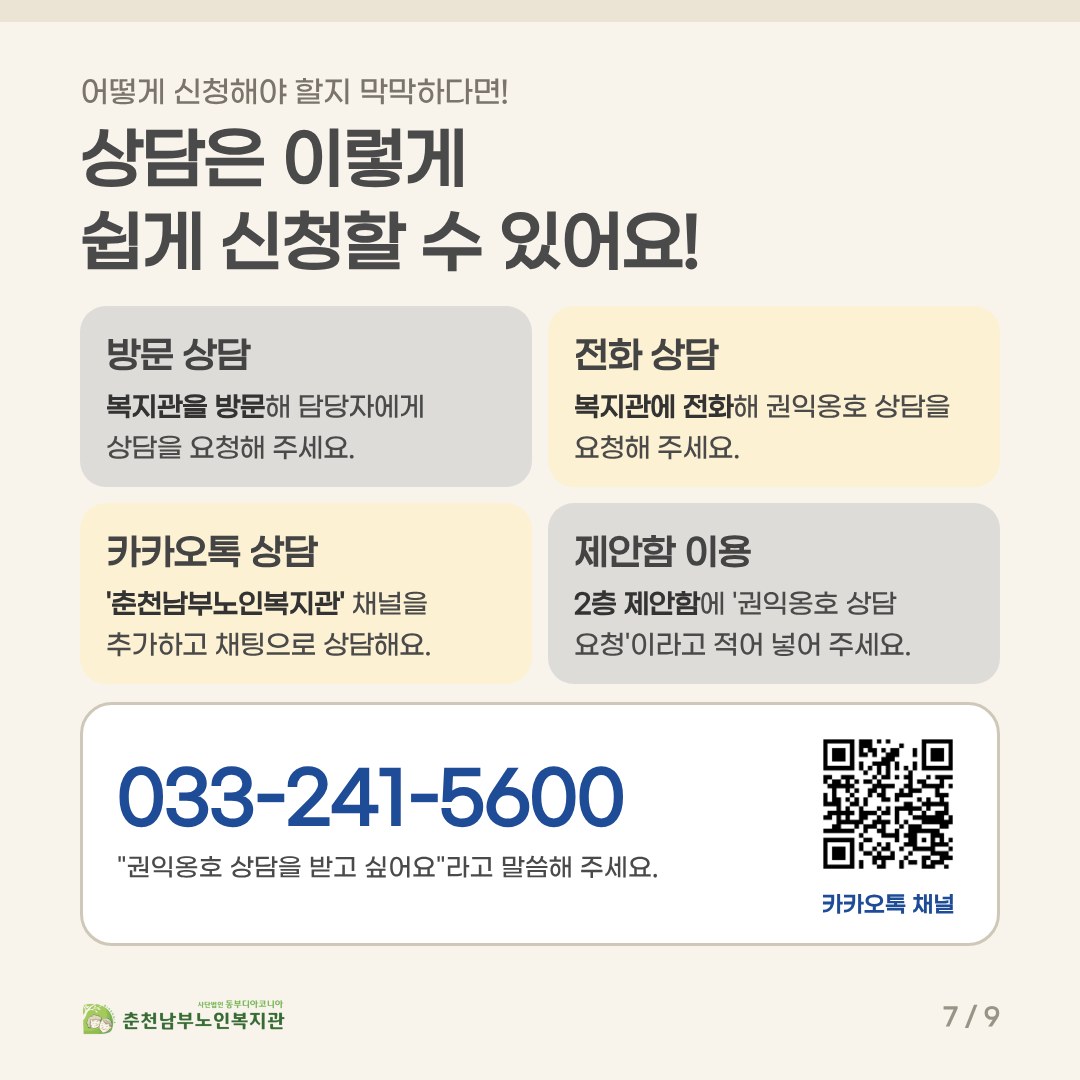 어떻게 신청해야 할지 막막하다면!
상담은 이렇게
쉽게 신청할 수 있어요!
방문 상담
복지관을 방문해 담당자에게
상담을 요청해 주세요.
전화 상담
복지관에 전화해 권익옹호 상담을
요청해 주세요.
카카오톡 상담
'춘천남부노인복지관' 채널을
추가하고 채팅으로 상담해요.
제안함 이용
2층 제안함에 '권익옹호 상담
요청'이라고 적어 넣어 주세요.
033-241-5600
"권익옹호 상담을 받고 싶어요"라고 말씀해 주세요.
카카오톡 채널
사단법인 동부디아코니아
춘천남부노인복지관
7 / 9